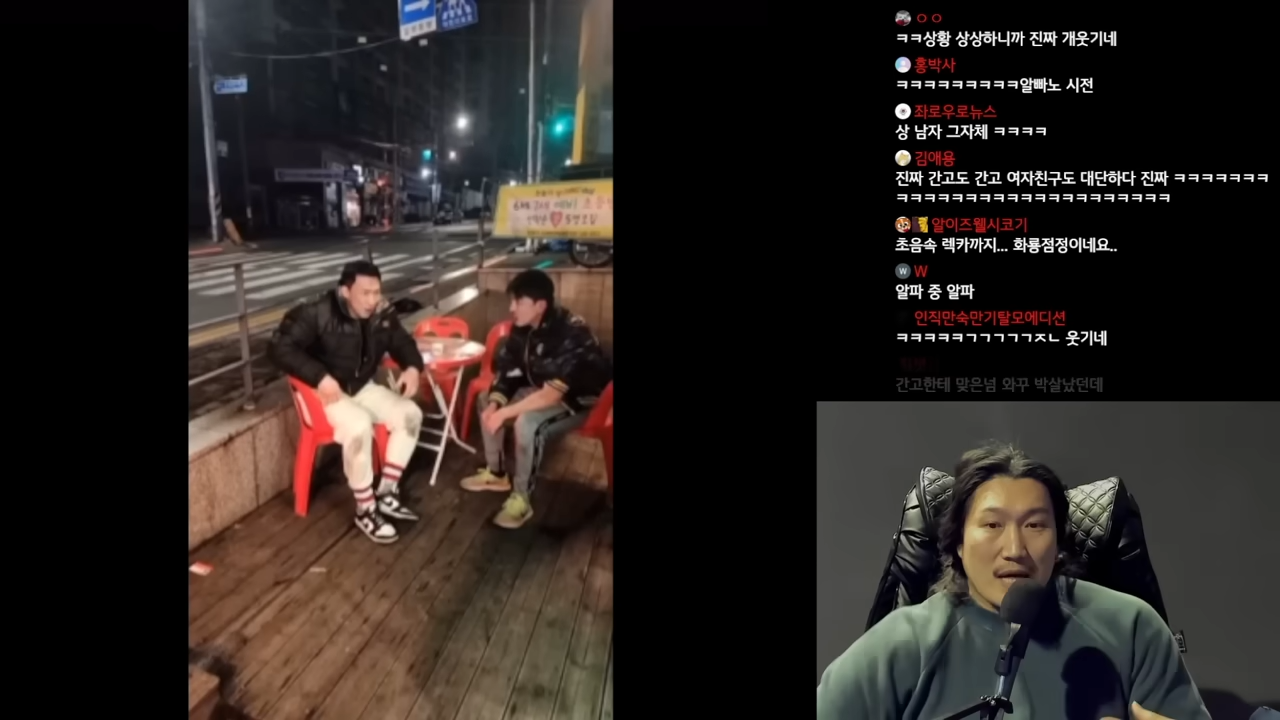 ㅇㅇ
ㅋㅋ상황 상상하니까 진짜 개웃기네
홍박사
ㅋㅋㅋㅋㅋㅋㅋㅋㅋ알빠노 시전
좌로우로뉴스
상 남자 그자체 ㅋㅋㅋㅋ
김애용
진짜 간고도 간고 여자친구도 대단하다 진짜 ㅋㅋㅋㅋㅋㅋㅋ
ㅋㅋㅋㅋㅋㅋㅋㅋㅋㅋㅋㅋㅋㅋㅋㅋㅋㅋㅋㅋ
알이즈웰시코기
초음속 렉카까지... 화룡점정이네요..
W
W
알파 중 알파
인직만숙만기탈모에디션
ㅋㅋㅋㅋㅋㄱㄱㄱㄱㄱㅈㄴ 웃기네
간고한테 맞은넘 와꾸 박살났던데